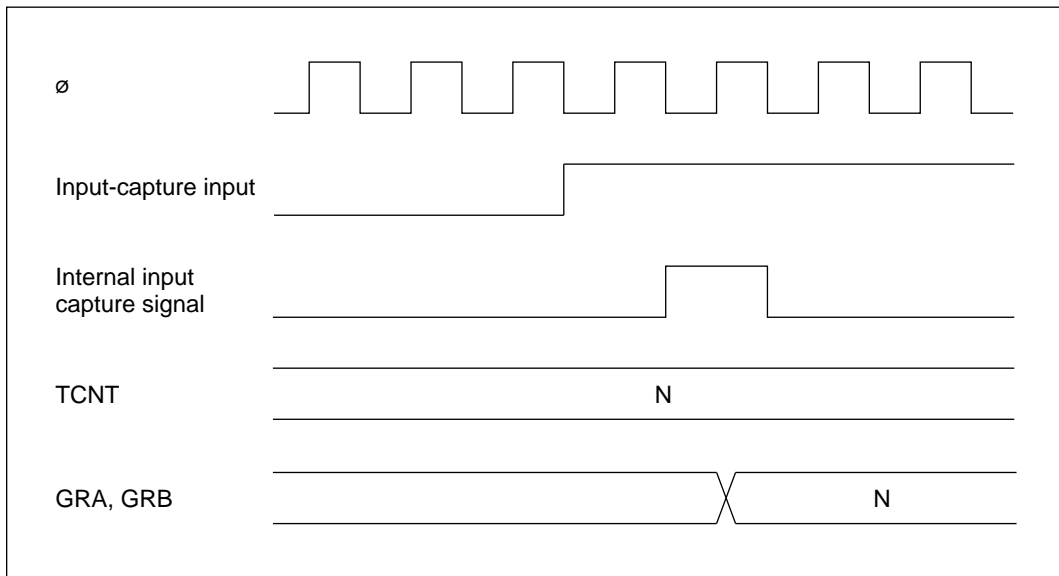 ø
Input-capture input
Internal input
capture signal
TCNT
N
GRA, GRB
N